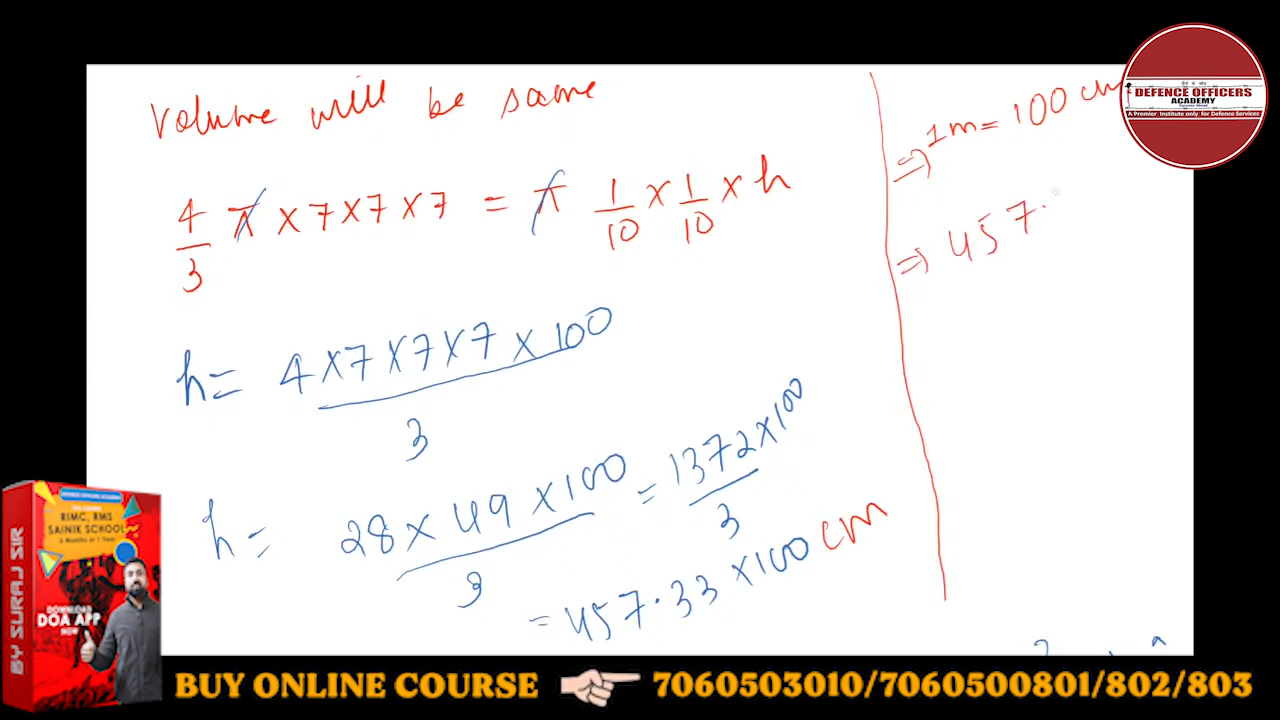 volume will be same
4/3 π × 7 × 7 × 7 = π 1/10 × 1/10 × h
h = 4 × 7 × 7 × 7 × 100 / 3
h = 28 × 49 × 100 / 3 = 1372 × 100 / 3
= 457.33 × 100 cm
⇒ 1m = 100 cm
⇒ 457.
DEFENCE OFFICERS
ACADEMY
A Premier Institute only for Defence Services
BY SURAJ SIR
RIMC, RMS
SAINIK SCHOOL
DOWNLOAD
DOA APP
NOW
BUY ONLINE COURSE 7060503010/7060500801/802/803